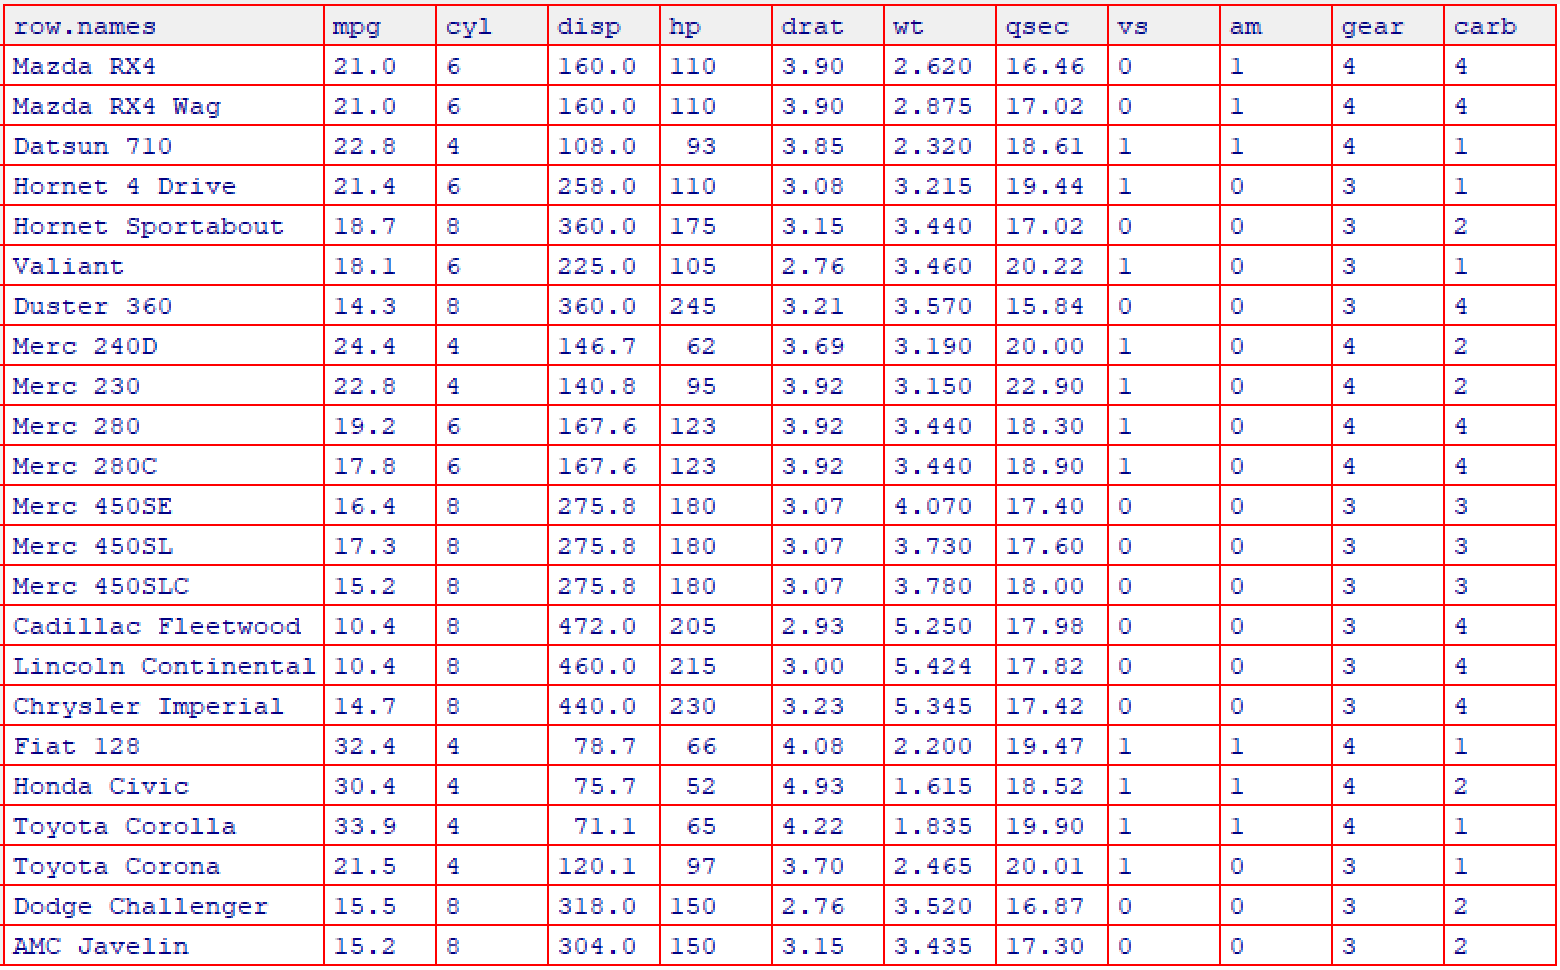 row.names mpg cyl disp hp drat wt qsec vs am gear carb
Mazda RX4 21.0 6 160.0 110 3.90 2.620 16.46 0 1 4 4
Mazda RX4 Wag 21.0 6 160.0 110 3.90 2.875 17.02 0 1 4 4
Datsun 710 22.8 4 108.0 93 3.85 2.320 18.61 1 1 4 1
Hornet 4 Drive 21.4 6 258.0 110 3.08 3.215 19.44 1 0 3 1
Hornet Sportabout 18.7 8 360.0 175 3.15 3.440 17.02 0 0 3 2
Valiant 18.1 6 225.0 105 2.76 3.460 20.22 1 0 3 1
Duster 360 14.3 8 360.0 245 3.21 3.570 15.84 0 0 3 4
Merc 240D 24.4 4 146.7 62 3.69 3.190 20.00 1 0 4 2
Merc 230 22.8 4 140.8 95 3.92 3.150 22.90 1 0 4 2
Merc 280 19.2 6 167.6 123 3.92 3.440 18.30 1 0 4 4
Merc 280C 17.8 6 167.6 123 3.92 3.440 18.90 1 0 4 4
Merc 450SE 16.4 8 275.8 180 3.07 4.070 17.40 0 0 3 3
Merc 450SL 17.3 8 275.8 180 3.07 3.730 17.60 0 0 3 3
Merc 450SLC 15.2 8 275.8 180 3.07 3.780 18.00 0 0 3 3
Cadillac Fleetwood 10.4 8 472.0 205 2.93 5.250 17.98 0 0 3 4
Lincoln Continental 10.4 8 460.0 215 3.00 5.424 17.82 0 0 3 4
Chrysler Imperial 14.7 8 440.0 230 3.23 5.345 17.42 0 0 3 4
Fiat 128 32.4 4 78.7 66 4.08 2.200 19.47 1 1 4 1
Honda Civic 30.4 4 75.7 52 4.93 1.615 18.52 1 1 4 2
Toyota Corolla 33.9 4 71.1 65 4.22 1.835 19.90 1 1 4 1
Toyota Corona 21.5 4 120.1 97 3.70 2.465 20.01 1 0 3 1
Dodge Challenger 15.5 8 318.0 150 2.76 3.520 16.87 0 0 3 2
AMC Javelin 15.2 8 304.0 150 3.15 3.435 17.30 0 0 3 2